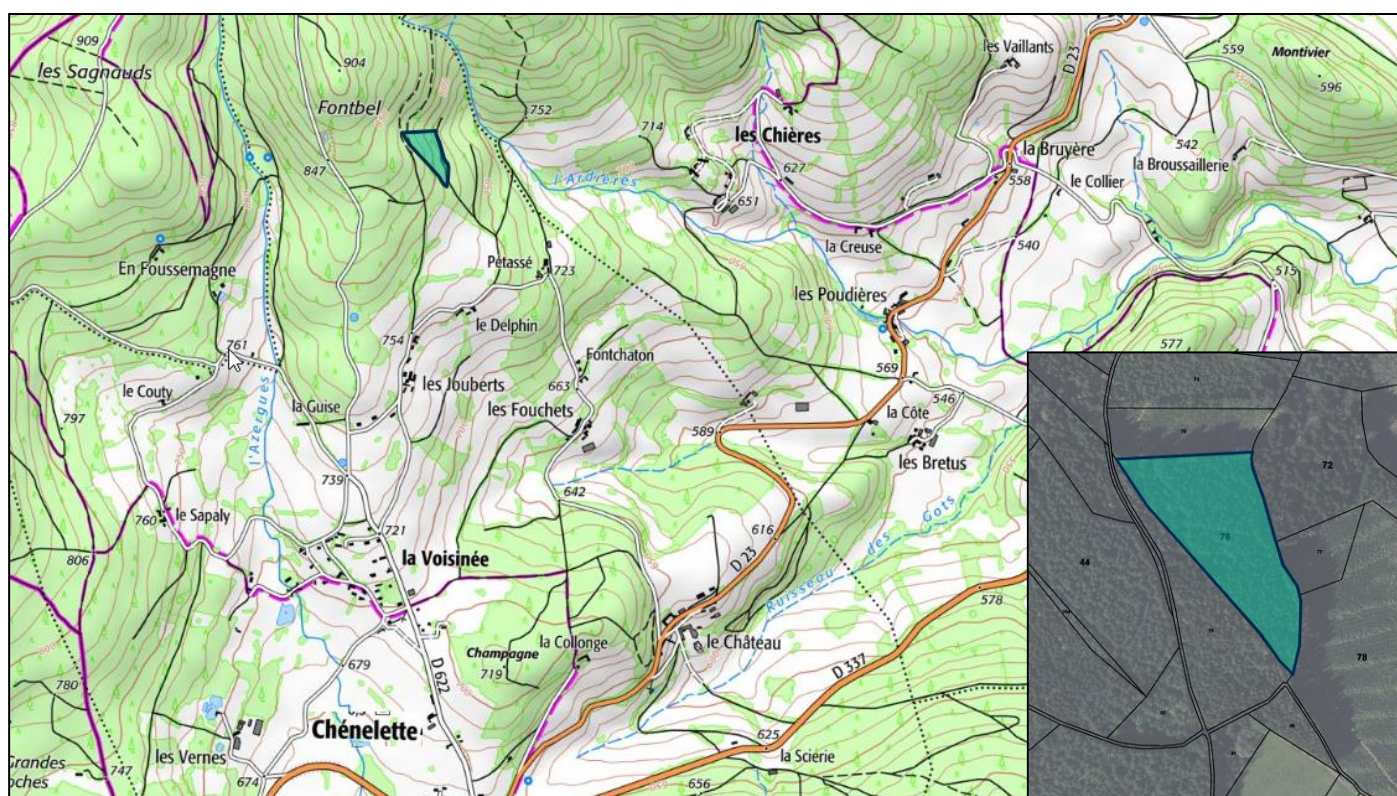 909
les Sagnauds
904
Fontbel
847
752
714
les Chières
627
651
l'Ardières
les Vaillants
D 23
559
Montivier
596
542
la Bruyère
la Broussaillerie
558
le Collier
la Creuse
540
515
577
En Foussemagne
Pétassé
723
le Delphin
754
les Poudières
761
569
le Couty
l'Azergues
la Guise
les Jouberts
Fontchaton
663
les Fouchets
589
la Côte
546
les Bretus
797
739
642
760
le Sapaly
721
la Voisinée
806
616
D 23
Ruisseau des Gots
578
Champagne
719
la Collonge
le Château
D 337
679
D 622
780
Chénelette
625
la Scierie
les Vernes
Grandes
oches
747
674
656
71
70
72
76
77
44
78